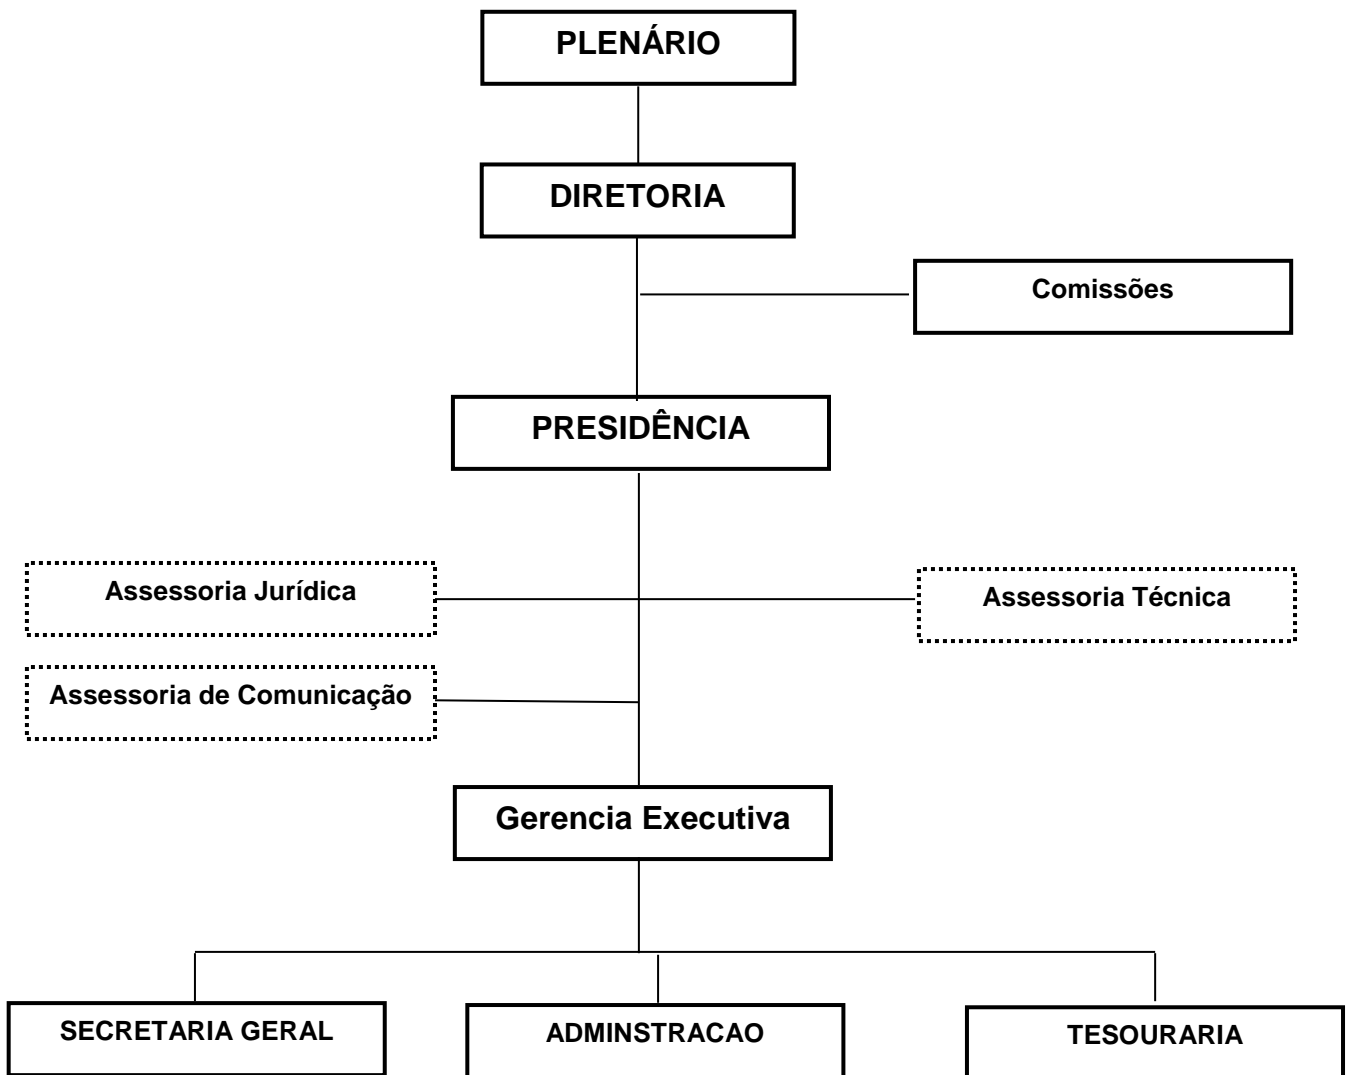 PLENÁRIO
DIRETORIA
Comissões
PRESIDÊNCIA
Assessoria Jurídica
Assessoria Técnica
Assessoria de Comunicação
Gerencia Executiva
SECRETARIA GERAL
ADMINSTRACAO
TESOURARIA